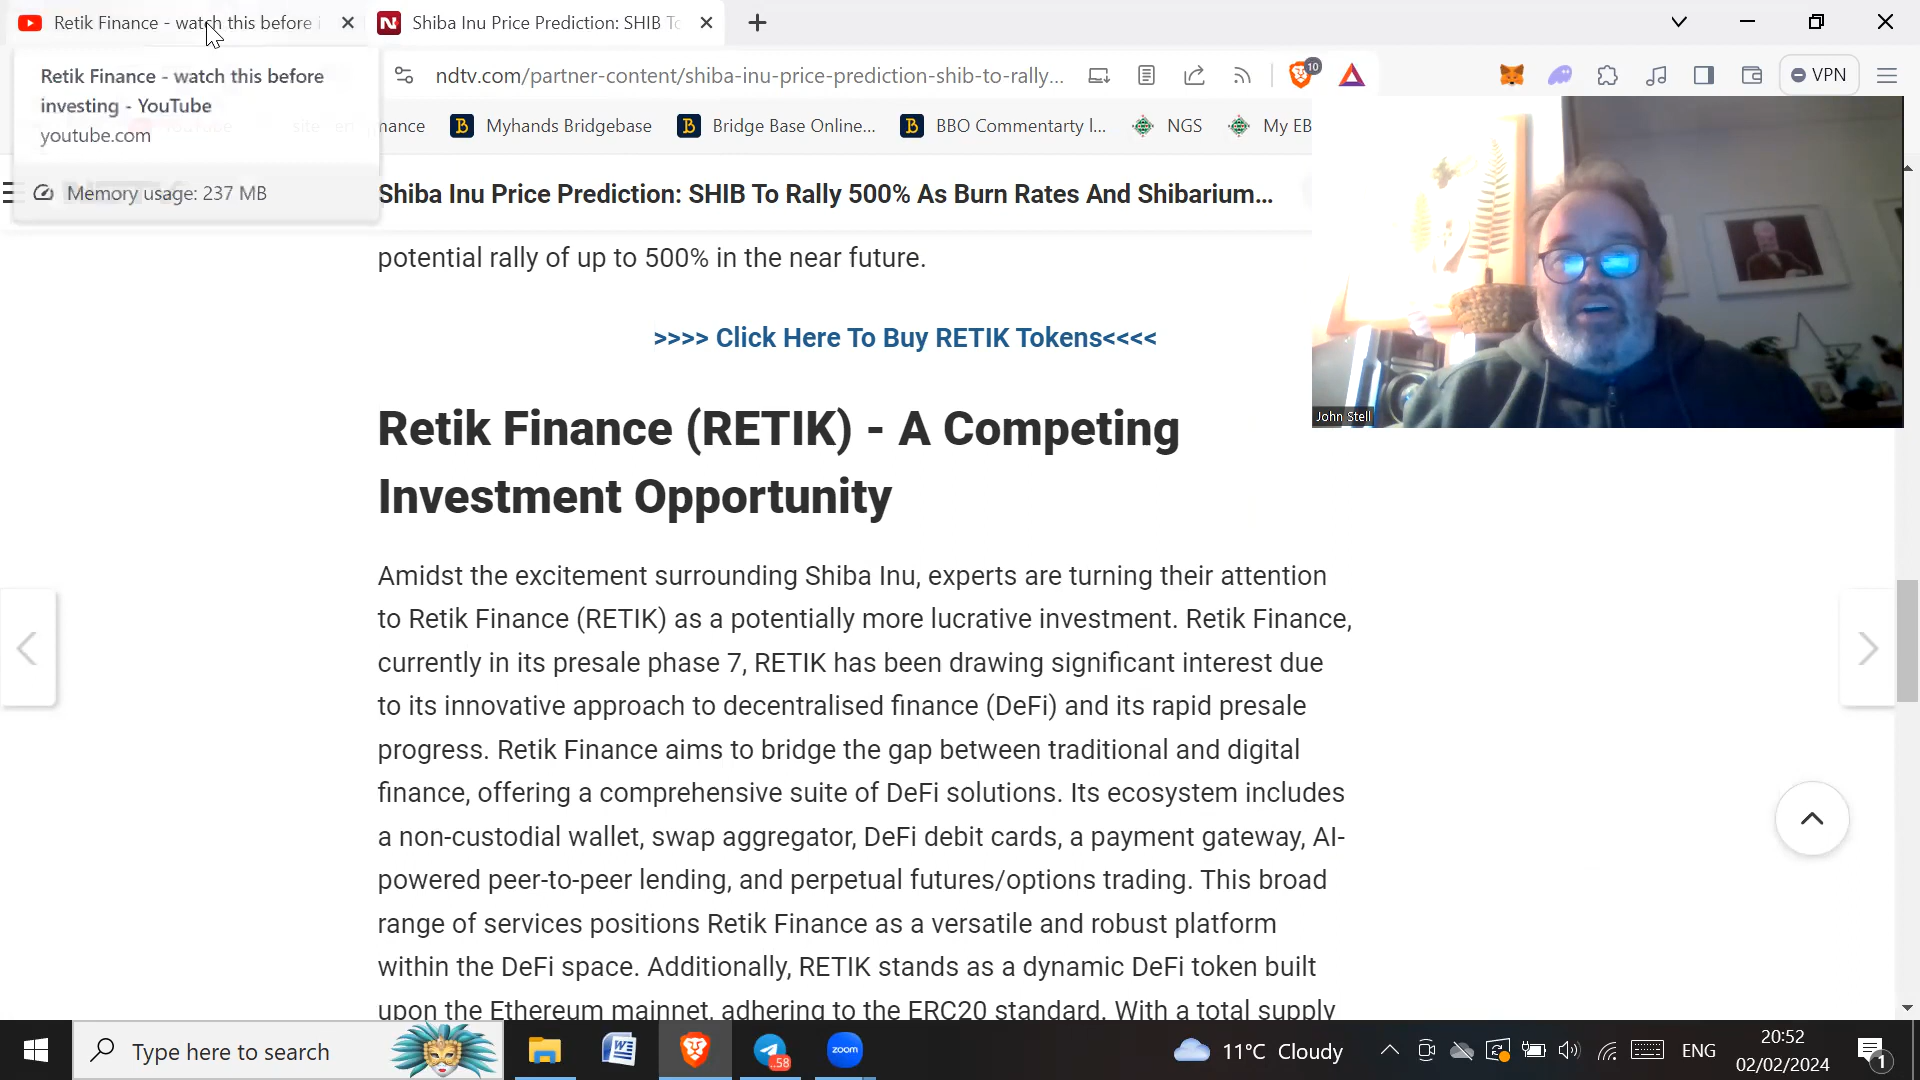 Retik Finance - watch this before i
Shiba Inu Price Prediction: SHIB To
Retik Finance - watch this before
investing - YouTube
youtube.com
Memory usage: 237 MB
ndtv.com/partner-content/shiba-inu-price-prediction-shib-to-rally...
10
VPN
nance
Myhands Bridgebase
Bridge Base Online...
BBO Commentarty l...
NGS
My EB
Shiba Inu Price Prediction: SHIB To Rally 500% As Burn Rates And Shibarium...
potential rally of up to 500% in the near future.
>>>> Click Here To Buy RETIK Tokens<<<<
John Stell
Retik Finance (RETIK) - A Competing
Investment Opportunity
Amidst the excitement surrounding Shiba Inu, experts are turning their attention
to Retik Finance (RETIK) as a potentially more lucrative investment. Retik Finance,
currently in its presale phase 7, RETIK has been drawing significant interest due
to its innovative approach to decentralised finance (DeFi) and its rapid presale
progress. Retik Finance aims to bridge the gap between traditional and digital
finance, offering a comprehensive suite of DeFi solutions. Its ecosystem includes
a non-custodial wallet, swap aggregator, DeFi debit cards, a payment gateway, AI-
powered peer-to-peer lending, and perpetual futures/options trading. This broad
range of services positions Retik Finance as a versatile and robust platform
within the DeFi space. Additionally, RETIK stands as a dynamic DeFi token built
upon the Ethereum mainnet, adhering to the ERC20 standard. With a total supply
Type here to search
58
zoom
11°C Cloudy
ENG
20:52
02/02/2024
1